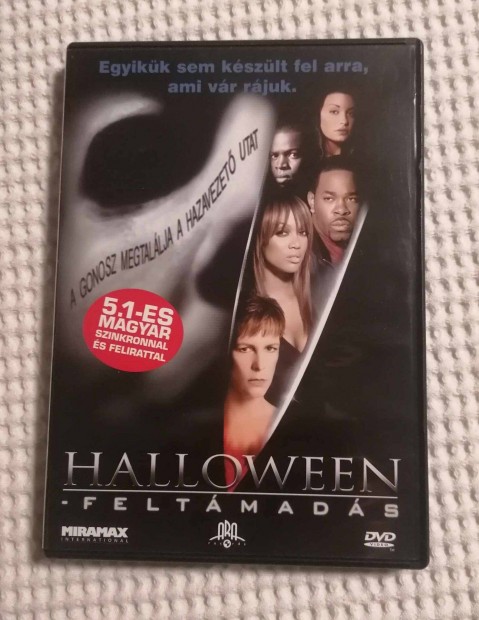 Egyikük sem készült fel arra,
ami vár rájuk.
A GONOSZ MEGTALÁLJA A HAZAVEZETŐ UTAT
5.1-ES
MAGYAR
SZINKRONNAL
ÉS FELIRATTAL
HALLOWEEN
-FELTÁMADÁS
MIRAMAX
INTERNATIONAL
DVD
VIDEO